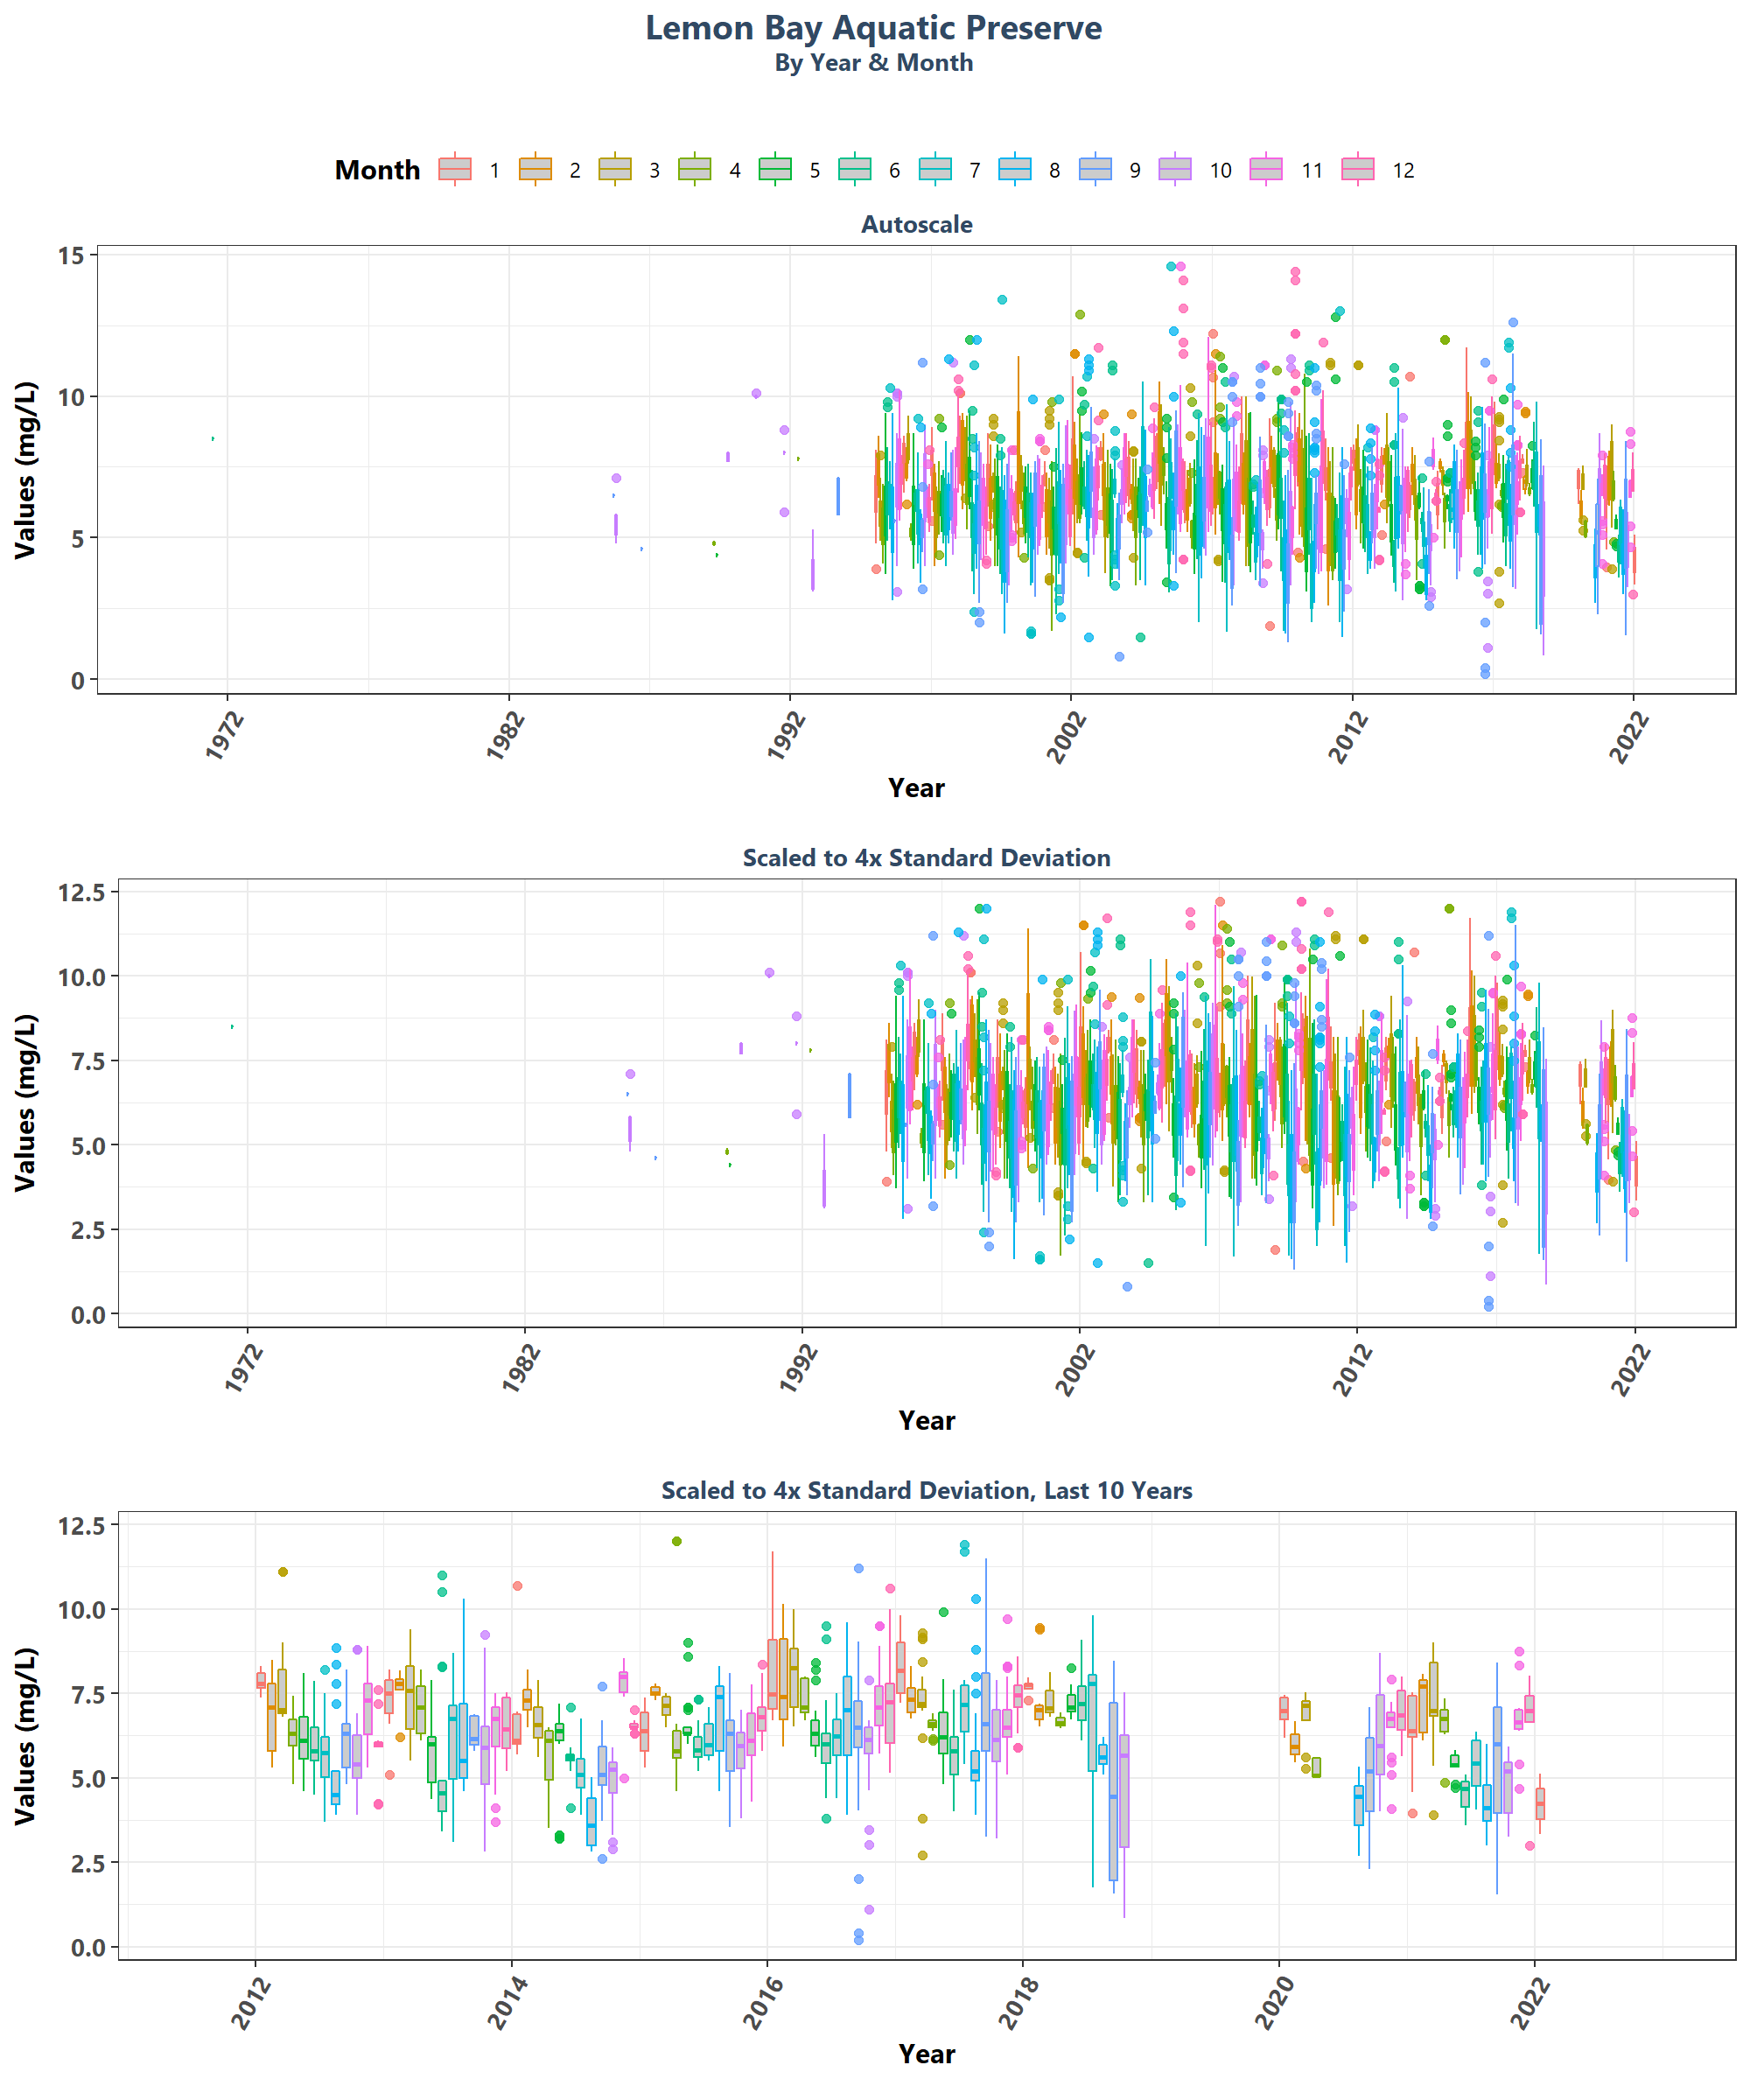 Lemon Bay Aquatic Preserve
By Year & Month
Month 1 2 3 4 5 6 7 8 9 10 11 12
Autoscale
15
10
5
0
Values (mg/L)
1972 1982 1992 2002 2012 2022
Year
Scaled to 4x Standard Deviation
12.5
10.0
7.5
5.0
2.5
0.0
Values (mg/L)
1972 1982 1992 2002 2012 2022
Year
Scaled to 4x Standard Deviation, Last 10 Years
12.5
10.0
7.5
5.0
2.5
0.0
Values (mg/L)
2012 2014 2016 2018 2020 2022
Year